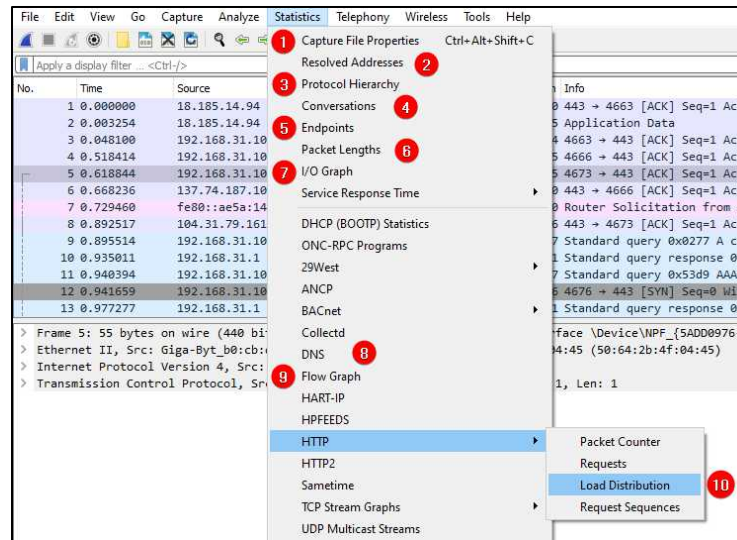 File Edit View Go Capture Analyze Statistics Telephony Wireless Tools Help
Apply a display filter ... <Ctrl-/>
No. Time Source Info
1 0.000000 18.185.14.94 0 443 → 4663 [ACK] Seq=1 Ac
2 0.003254 18.185.14.94 5 Application Data
3 0.048100 192.168.31.10 4 4663 → 443 [ACK] Seq=1 Ac
4 0.518414 192.168.31.10 5 4666 → 443 [ACK] Seq=1 Ac
5 0.618844 192.168.31.10 5 4673 → 443 [ACK] Seq=1 Ac
6 0.668236 137.74.187.10 0 443 → 4666 [ACK] Seq=1 Ac
7 0.729460 fe80::ae5a:14 0 Router Solicitation from
8 0.892517 104.31.79.161 6 443 → 4673 [ACK] Seq=1 Ac
9 0.895514 192.168.31.10 7 Standard query 0x0277 A c
10 0.935011 192.168.31.1 1 Standard query response 0
11 0.940394 192.168.31.10 7 Standard query 0x53d9 AAA
12 0.941659 192.168.31.10 6 4676 → 443 [SYN] Seq=0 Wi
13 0.977277 192.168.31.1 1 Standard query response 0
Frame 5: 55 bytes on wire (440 bi rface \Device\NPF_{5ADD0976-
Ethernet II, Src: Giga-Byt_b0:cb: 04:45 (50:64:2b:4f:04:45)
Internet Protocol Version 4, Src:
Transmission Control Protocol, Sr 1, Len: 1
1 Capture File Properties Ctrl+Alt+Shift+C
Resolved Addresses 2
3 Protocol Hierarchy
Conversations 4
5 Endpoints
Packet Lengths 6
7 I/O Graph
Service Response Time
DHCP (BOOTP) Statistics
ONC-RPC Programs
29West
ANCP
BACnet
Collectd
DNS 8
9 Flow Graph
HART-IP
HPFEEDS
HTTP
HTTP2
Sametime
TCP Stream Graphs
UDP Multicast Streams
Packet Counter
Requests
Load Distribution 10
Request Sequences